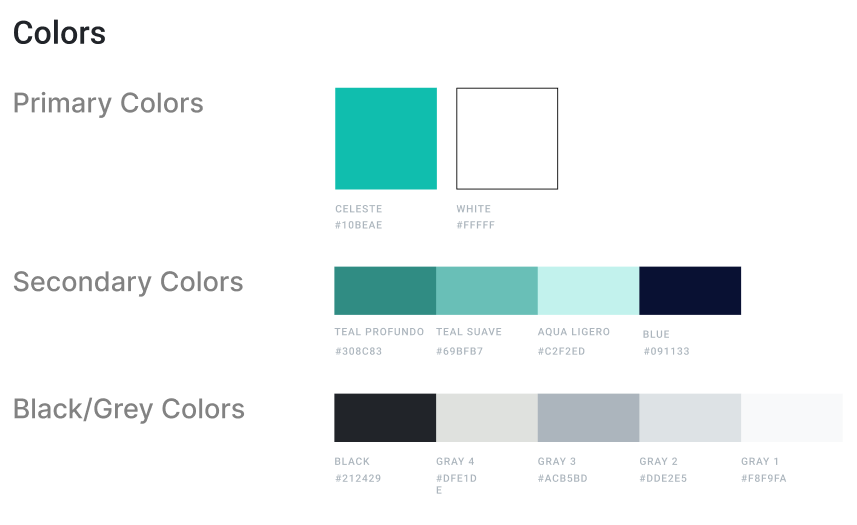 Colors
Primary Colors
CELESTE
#10BEAE
WHITE
#FFFFF
Secondary Colors
TEAL PROFUNDO
#308C83
TEAL SUAVE
#69BFB7
AQUA LIGERO
#C2F2ED
BLUE
#091133
Black/Grey Colors
BLACK
#212429
GRAY 4
#DFE1D
E
GRAY 3
#ACB5BD
GRAY 2
#DDE2E5
GRAY 1
#F8F9FA